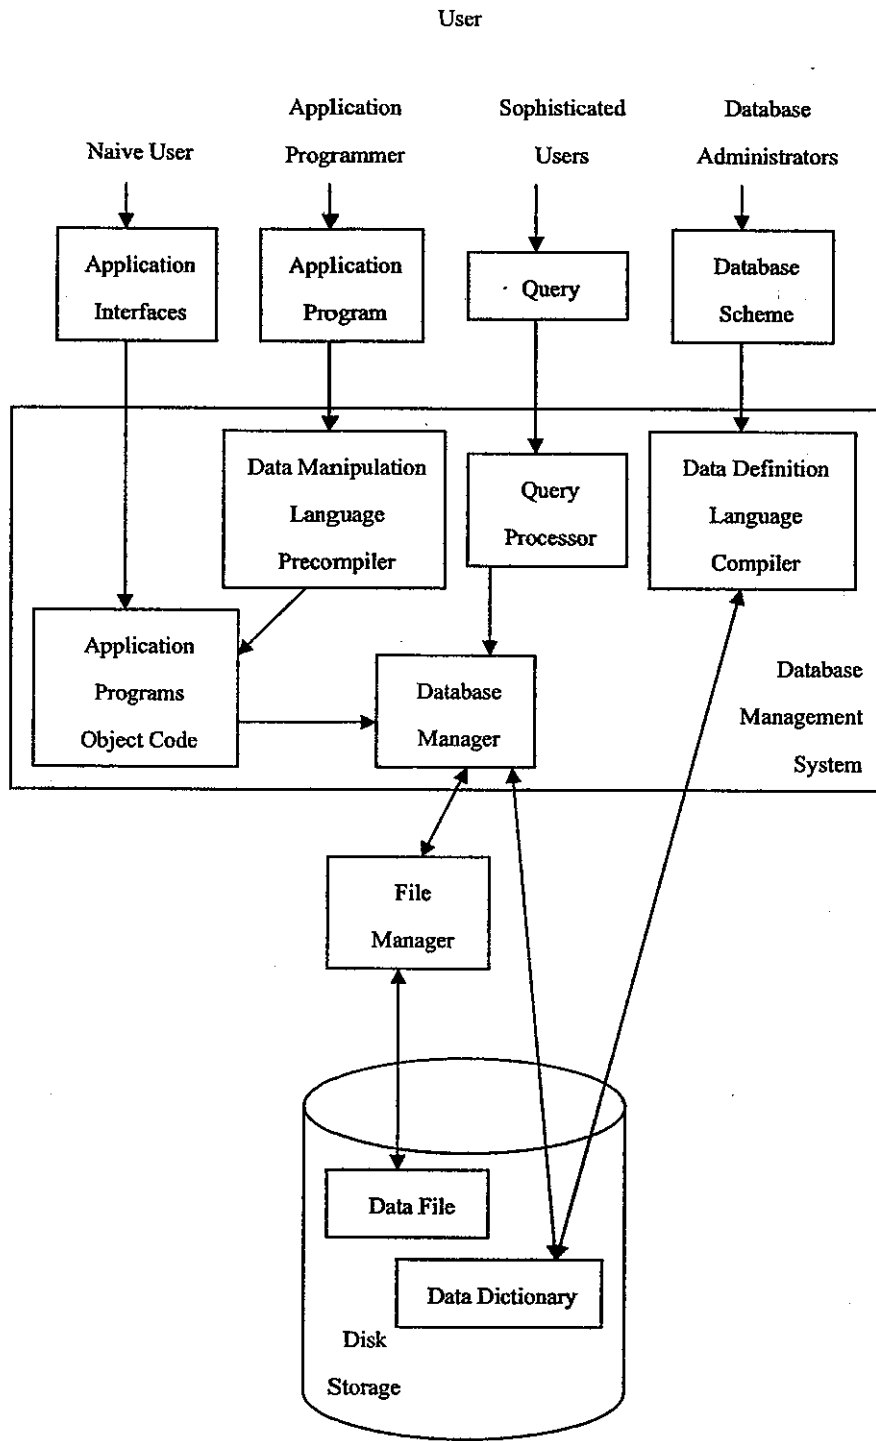 User
Naive User
Application
Programmer
Sophisticated
Users
Database
Administrators
Application
Interfaces
Application
Program
Query
Database
Scheme
Data Manipulation
Language
Precompiler
Query
Processor
Data Definition
Language
Compiler
Application
Programs
Object Code
Database
Manager
Database
Management
System
File
Manager
Data File
Data Dictionary
Disk
Storage